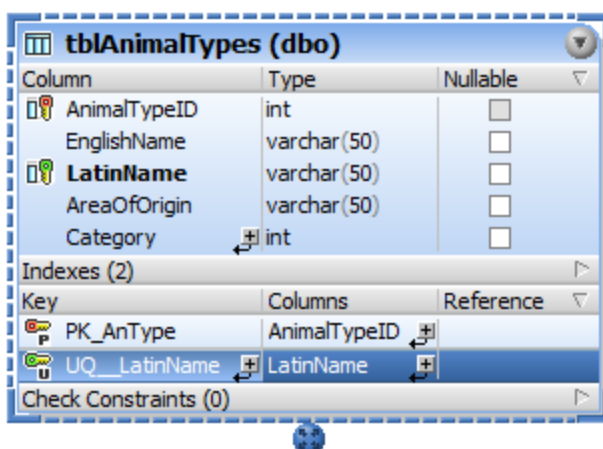 tblAnimalTypes (dbo)
Column Type Nullable
AnimalTypeID int
EnglishName varchar(50)
LatinName varchar(50)
AreaOfOrigin varchar(50)
Category int
Indexes (2)
Key Columns Reference
P PK_AnType AnimalTypeID
U UQ__LatinName LatinName
Check Constraints (0)